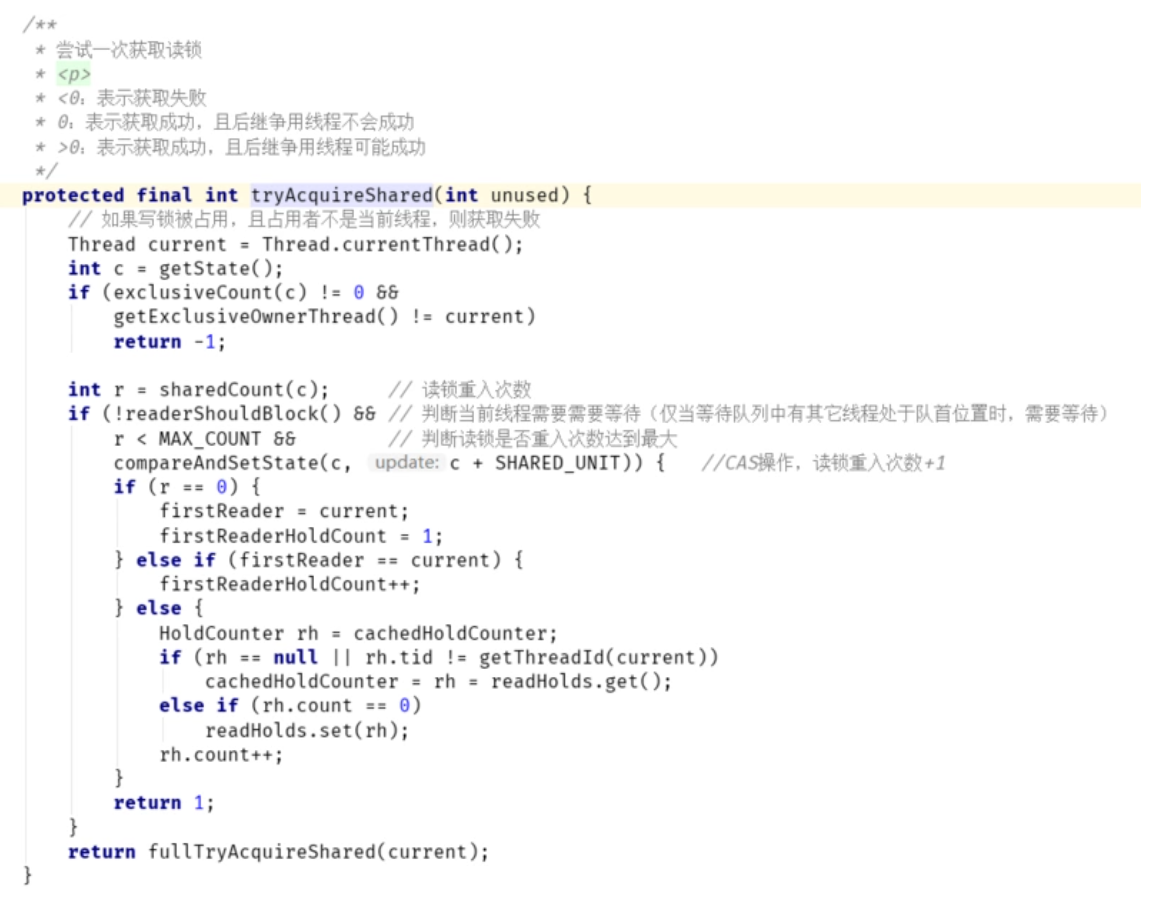 /**
 * 尝试一次获取读锁
 * <p>
 * <0：表示获取失败
 * 0：表示获取成功，且后继争用线程不会成功
 * >0：表示获取成功，且后继争用线程可能成功
 */
protected final int tryAcquireShared(int unused) {
    // 如果写锁被占用，且占用者不是当前线程，则获取失败
    Thread current = Thread.currentThread();
    int c = getState();
    if (exclusiveCount(c) != 0 &&
        getExclusiveOwnerThread() != current)
        return -1;
    int r = sharedCount(c);     // 读锁重入次数
    if (!readerShouldBlock() && // 判断当前线程需要需要等待（仅当等待队列中有其它线程处于队首位置时，需要等待）
        r < MAX_COUNT &&        // 判断读锁是否重入次数达到最大
        compareAndSetState(c, update: c + SHARED_UNIT)) {   //CAS操作，读锁重入次数+1
        if (r == 0) {
            firstReader = current;
            firstReaderHoldCount = 1;
        } else if (firstReader == current) {
            firstReaderHoldCount++;
        } else {
            HoldCounter rh = cachedHoldCounter;
            if (rh == null || rh.tid != getThreadId(current))
                cachedHoldCounter = rh = readHolds.get();
            else if (rh.count == 0)
                readHolds.set(rh);
            rh.count++;
        }
        return 1;
    }
    return fullTryAcquireShared(current);
}